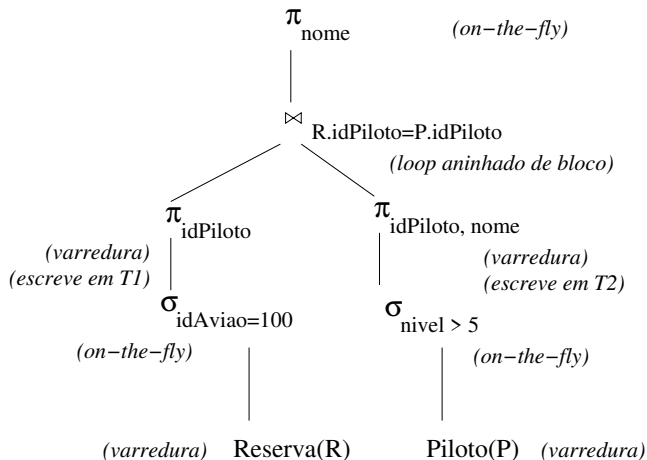 π nome (on−the−fly)
⋈ R.idPiloto=P.idPiloto
(loop aninhado de bloco)
π idPiloto π idPiloto, nome
(varredura) (varredura)
(escreve em T1) (escreve em T2)
σ idAviao=100 σ nivel > 5
(on−the−fly) (on−the−fly)
(varredura) Reserva(R) Piloto(P) (varredura)